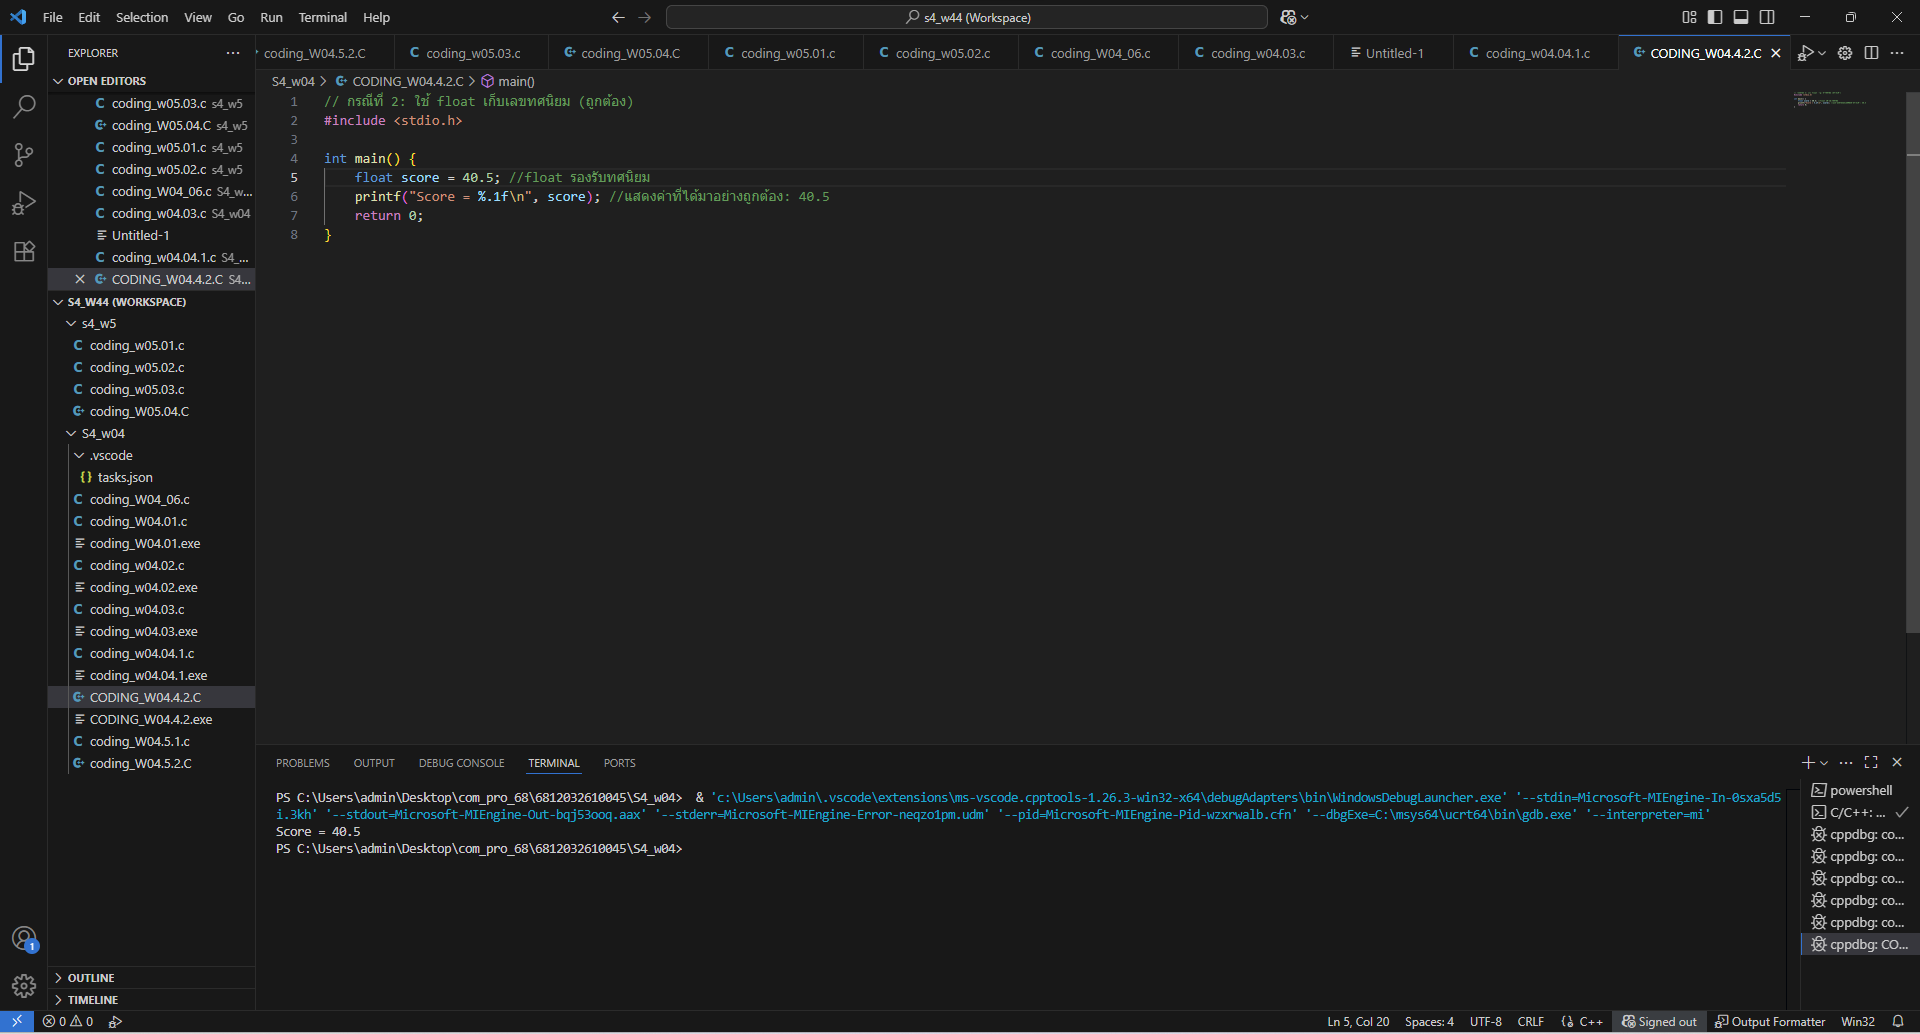 File Edit Selection View Go Run Terminal Help
s4_w44 (Workspace)
EXPLORER
OPEN EDITORS
coding_w05.03.c s4_w5
coding_W05.04.C s4_w5
coding_w05.01.c s4_w5
coding_w05.02.c s4_w5
coding_W04_06.c S4_w...
coding_w04.03.c S4_w04
Untitled-1
coding_w04.04.1.c S4_...
CODING_W04.4.2.C S4...
S4_W44 (WORKSPACE)
s4_w5
coding_w05.01.c
coding_w05.02.c
coding_w05.03.c
coding_W05.04.C
S4_w04
.vscode
{} tasks.json
coding_W04_06.c
coding_W04.01.c
coding_W04.01.exe
coding_w04.02.c
coding_w04.02.exe
coding_w04.03.c
coding_w04.03.exe
coding_w04.04.1.c
coding_w04.04.1.exe
CODING_W04.4.2.C
CODING_W04.4.2.exe
coding_W04.5.1.c
coding_W04.5.2.C
OUTLINE
TIMELINE
coding_W04.5.2.C coding_w05.03.c coding_W05.04.C coding_w05.01.c coding_w05.02.c coding_W04_06.c coding_w04.03.c Untitled-1 coding_w04.04.1.c CODING_W04.4.2.C
S4_w04 > CODING_W04.4.2.C > main()
1 // กรณีที่ 2: ใช้ float เก็บเลขทศนิยม (ถูกต้อง)
2 #include <stdio.h>
3
4 int main() {
5 float score = 40.5; //float รองรับทศนิยม
6 printf("Score = %.1f\n", score); //แสดงค่าที่ได้มาอย่างถูกต้อง: 40.5
7 return 0;
8 }
PROBLEMS OUTPUT DEBUG CONSOLE TERMINAL PORTS
PS C:\Users\admin\Desktop\com_pro_68\6812032610045\S4_w04> & 'c:\Users\admin\.vscode\extensions\ms-vscode.cpptools-1.26.3-win32-x64\debugAdapters\bin\WindowsDebugLauncher.exe' '--stdin=Microsoft-MIEngine-In-0sxa5d5
i.3kh' '--stdout=Microsoft-MIEngine-Out-bqj53ooq.aax' '--stderr=Microsoft-MIEngine-Error-neqzo1pm.udm' '--pid=Microsoft-MIEngine-Pid-wzxrwalb.cfn' '--dbgExe=C:\msys64\ucrt64\bin\gdb.exe' '--interpreter=mi'
Score = 40.5
PS C:\Users\admin\Desktop\com_pro_68\6812032610045\S4_w04>
powershell
C/C++: ...
cppdbg: co...
cppdbg: co...
cppdbg: co...
cppdbg: co...
cppdbg: co...
cppdbg: CO...
1
0 0 Ln 5, Col 20 Spaces: 4 UTF-8 CRLF C++ Signed out Output Formatter Win32